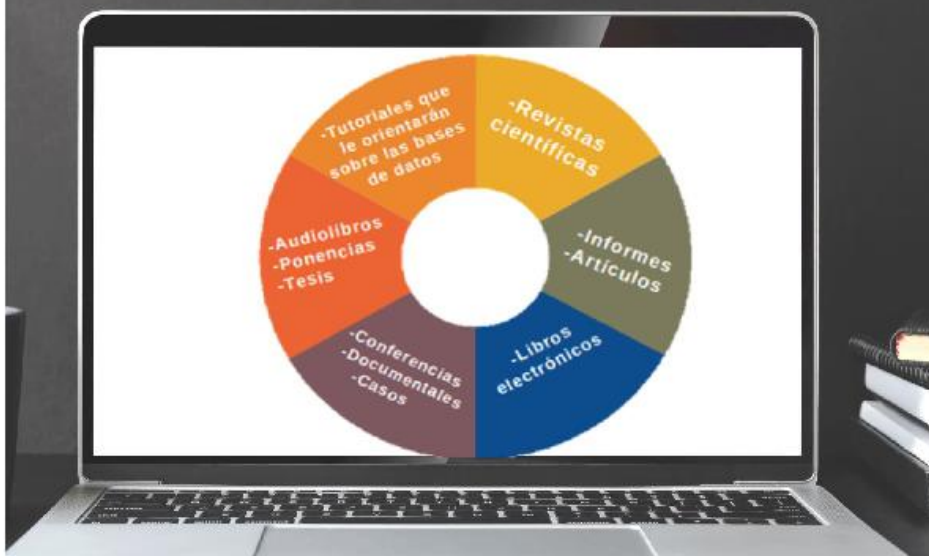 -Tutoriales que
le orientarán
sobre las bases
de datos
-Revistas
científicas
-Informes
-Artículos
-Libros
electrónicos
-Conferencias
-Documentales
-Casos
-Audiolibros
-Ponencias
-Tesis